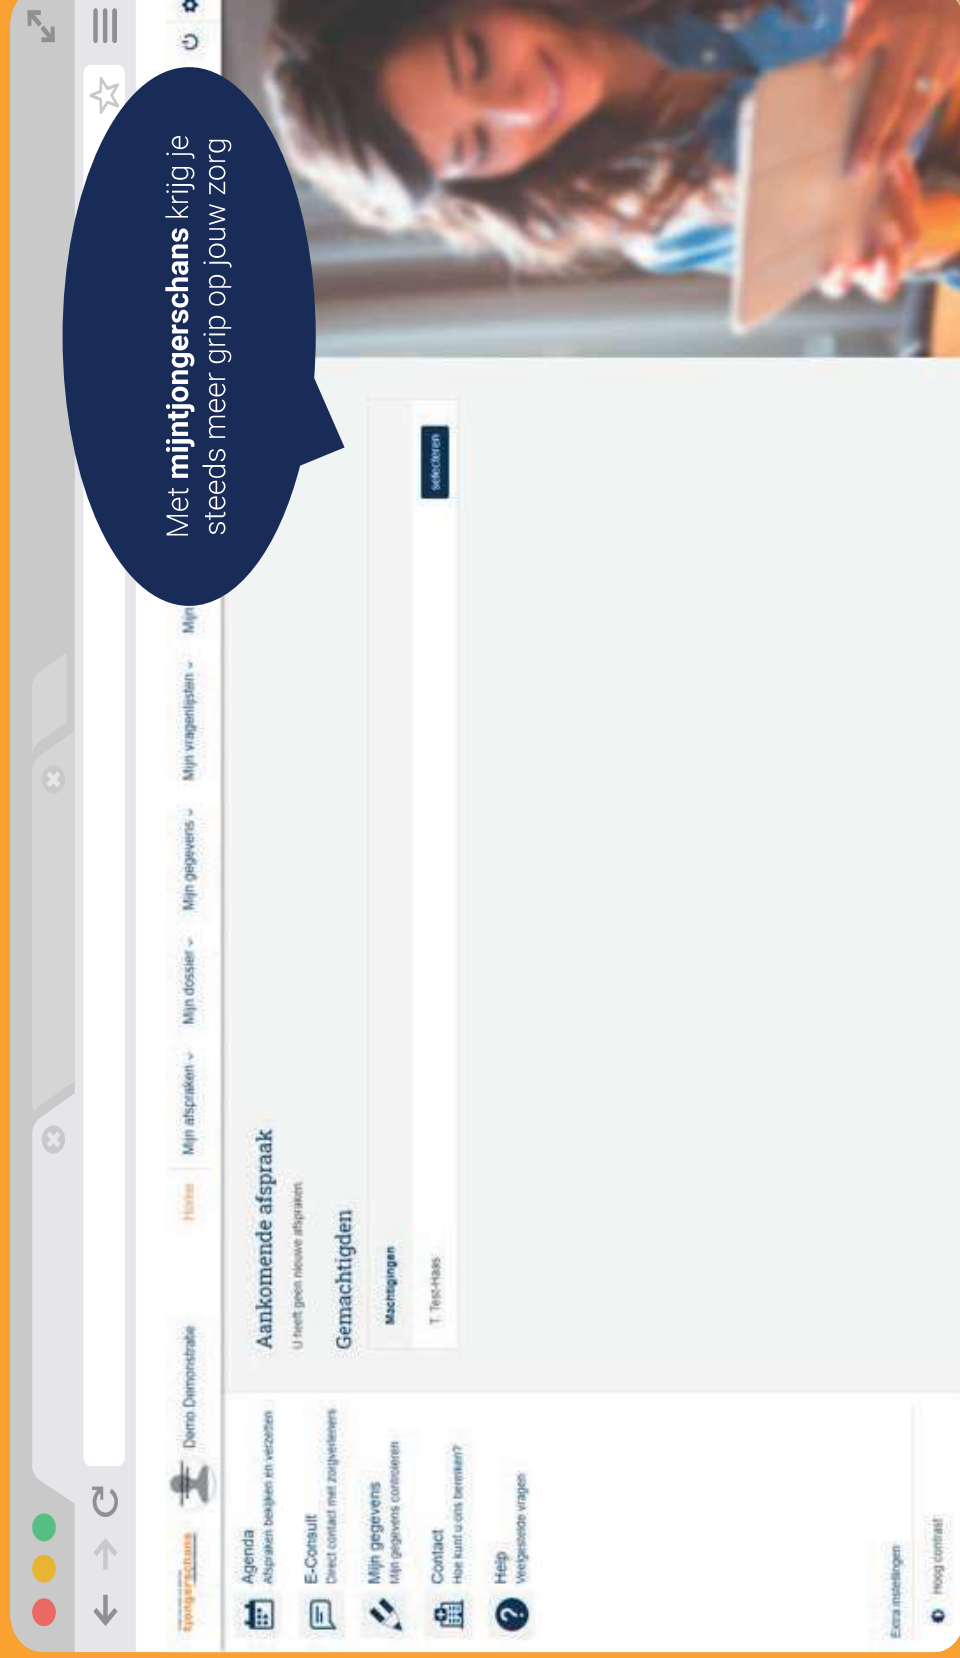 Met mijntjongerschans krijg je
steeds meer grip op jouw zorg
tjongerschans
Demo Demonstratie
Home
Mijn afspraken
Mijn dossier
Mijn gegevens
Mijn vragenlijsten
Mijn
Agenda
Afspraken bekijken en verzetten
E-Consult
Direct contact met zorgverleners
Mijn gegevens
Mijn gegevens controleren
Contact
Hoe kunt u ons bereiken?
Help
Veelgestelde vragen
Extra instellingen
Hoog contrast
Aankomende afspraak
U heeft geen nieuwe afspraken.
Gemachtigden
Machtigingen
T. Test-Haas
selecteren